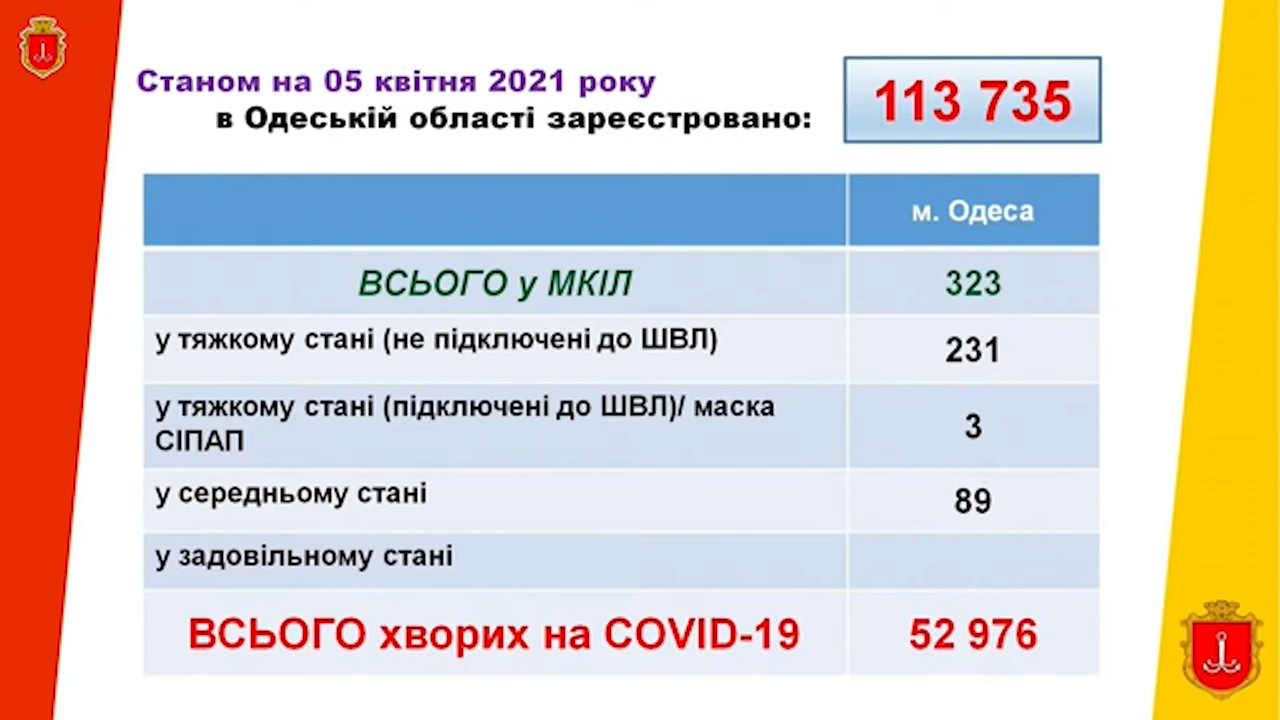 Станом на 05 квітня 2021 року
в Одеській області зареєстровано:
113 735
м. Одеса
ВСЬОГО у МКІЛ
323
у тяжкому стані (не підключені до ШВЛ)
231
у тяжкому стані (підключені до ШВЛ)/ маска
СІПАП
3
у середньому стані
89
у задовільному стані
ВСЬОГО хворих на COVID-19
52 976